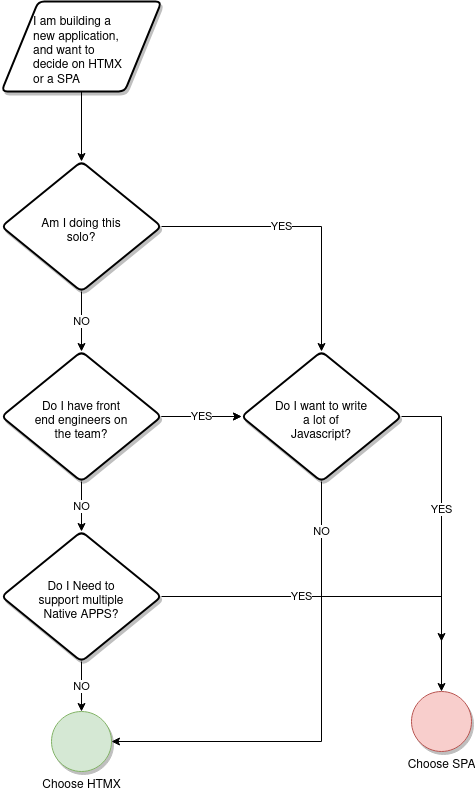 I am building a
new application,
and want to
decide on HTMX
or a SPA
Am I doing this
solo?
YES
NO
Do I have front
end engineers on
the team?
YES
Do I want to write
a lot of
Javascript?
NO
YES
NO
Do I Need to
support multiple
Native APPS?
YES
NO
Choose HTMX
Choose SPA